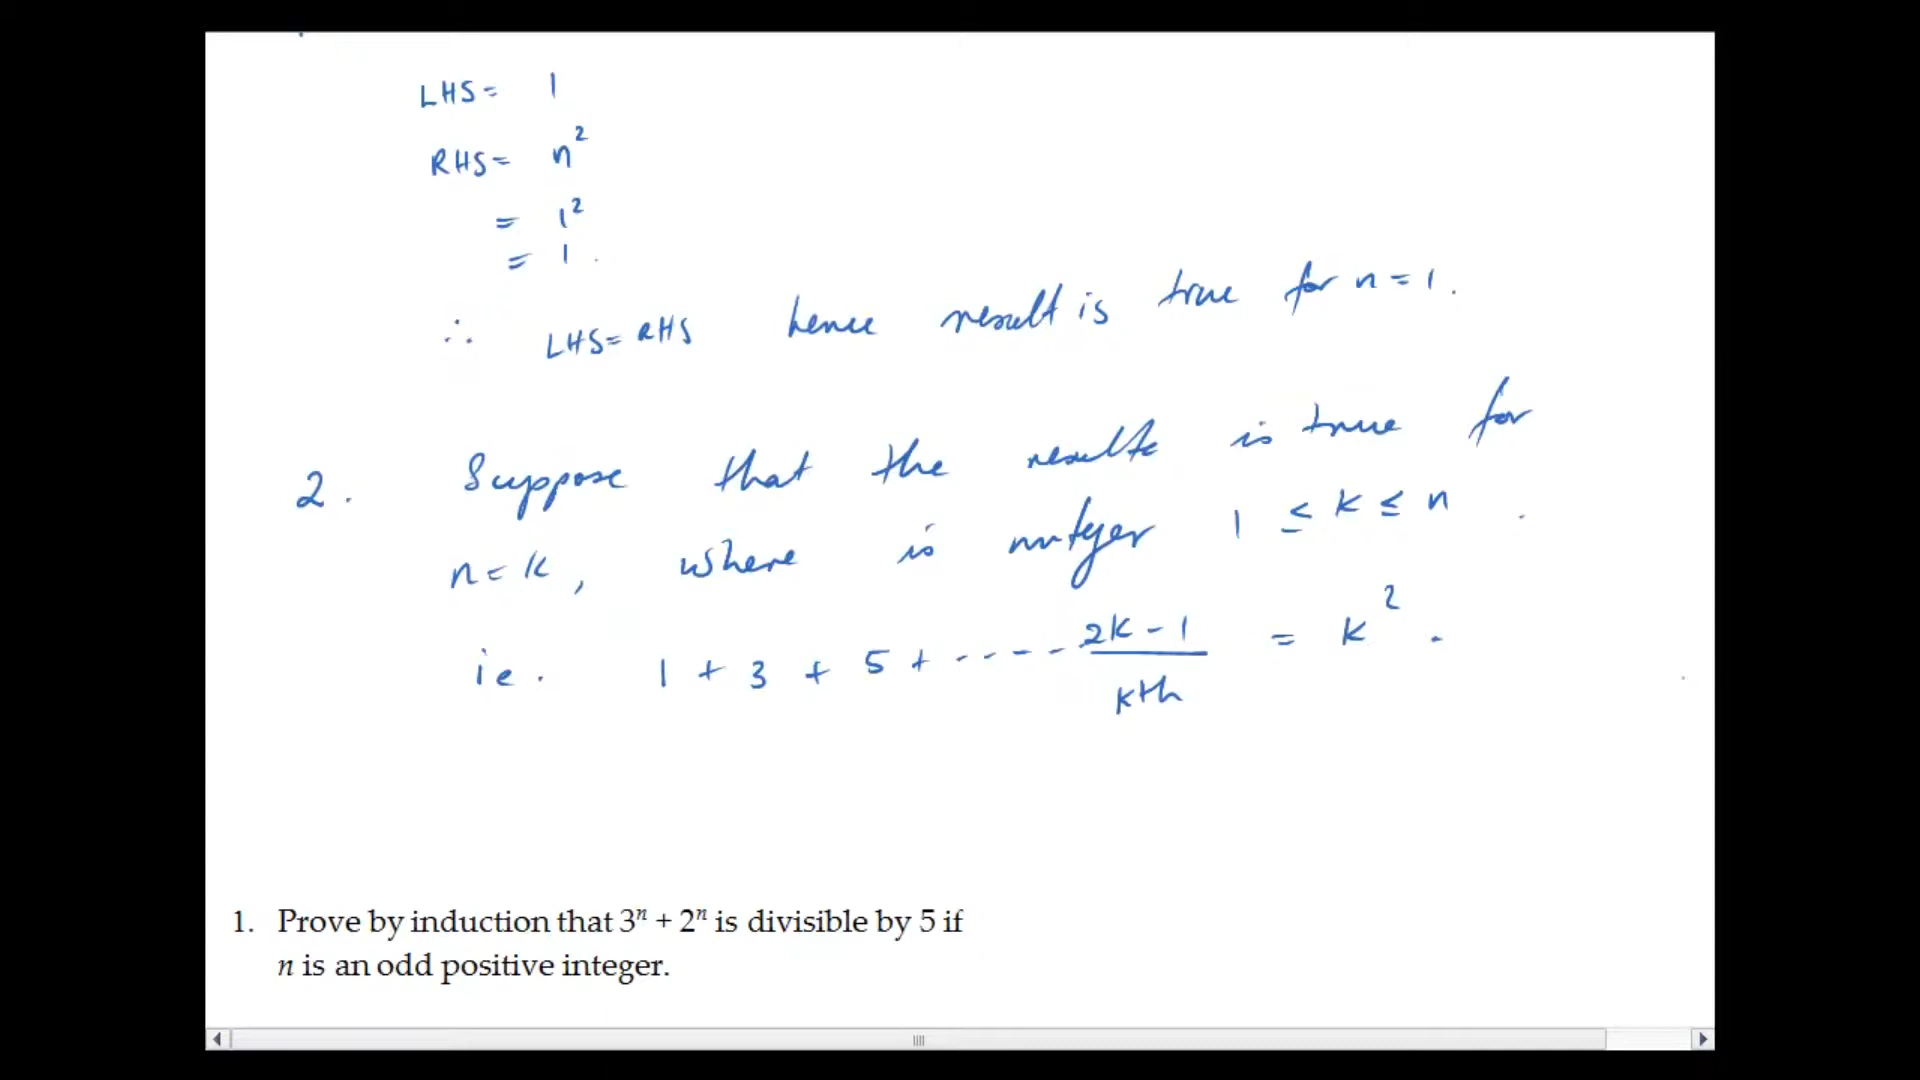 LHS = 1
RHS = n²
= 1²
= 1.
∴ LHS = RHS hence result is true for n = 1.
2. Suppose that the results is true for
n = k, where is integer 1 ≤ k ≤ n.
ie. 1 + 3 + 5 + ----- 2k - 1 = k².
kth
1. Prove by induction that 3ⁿ + 2ⁿ is divisible by 5 if
n is an odd positive integer.